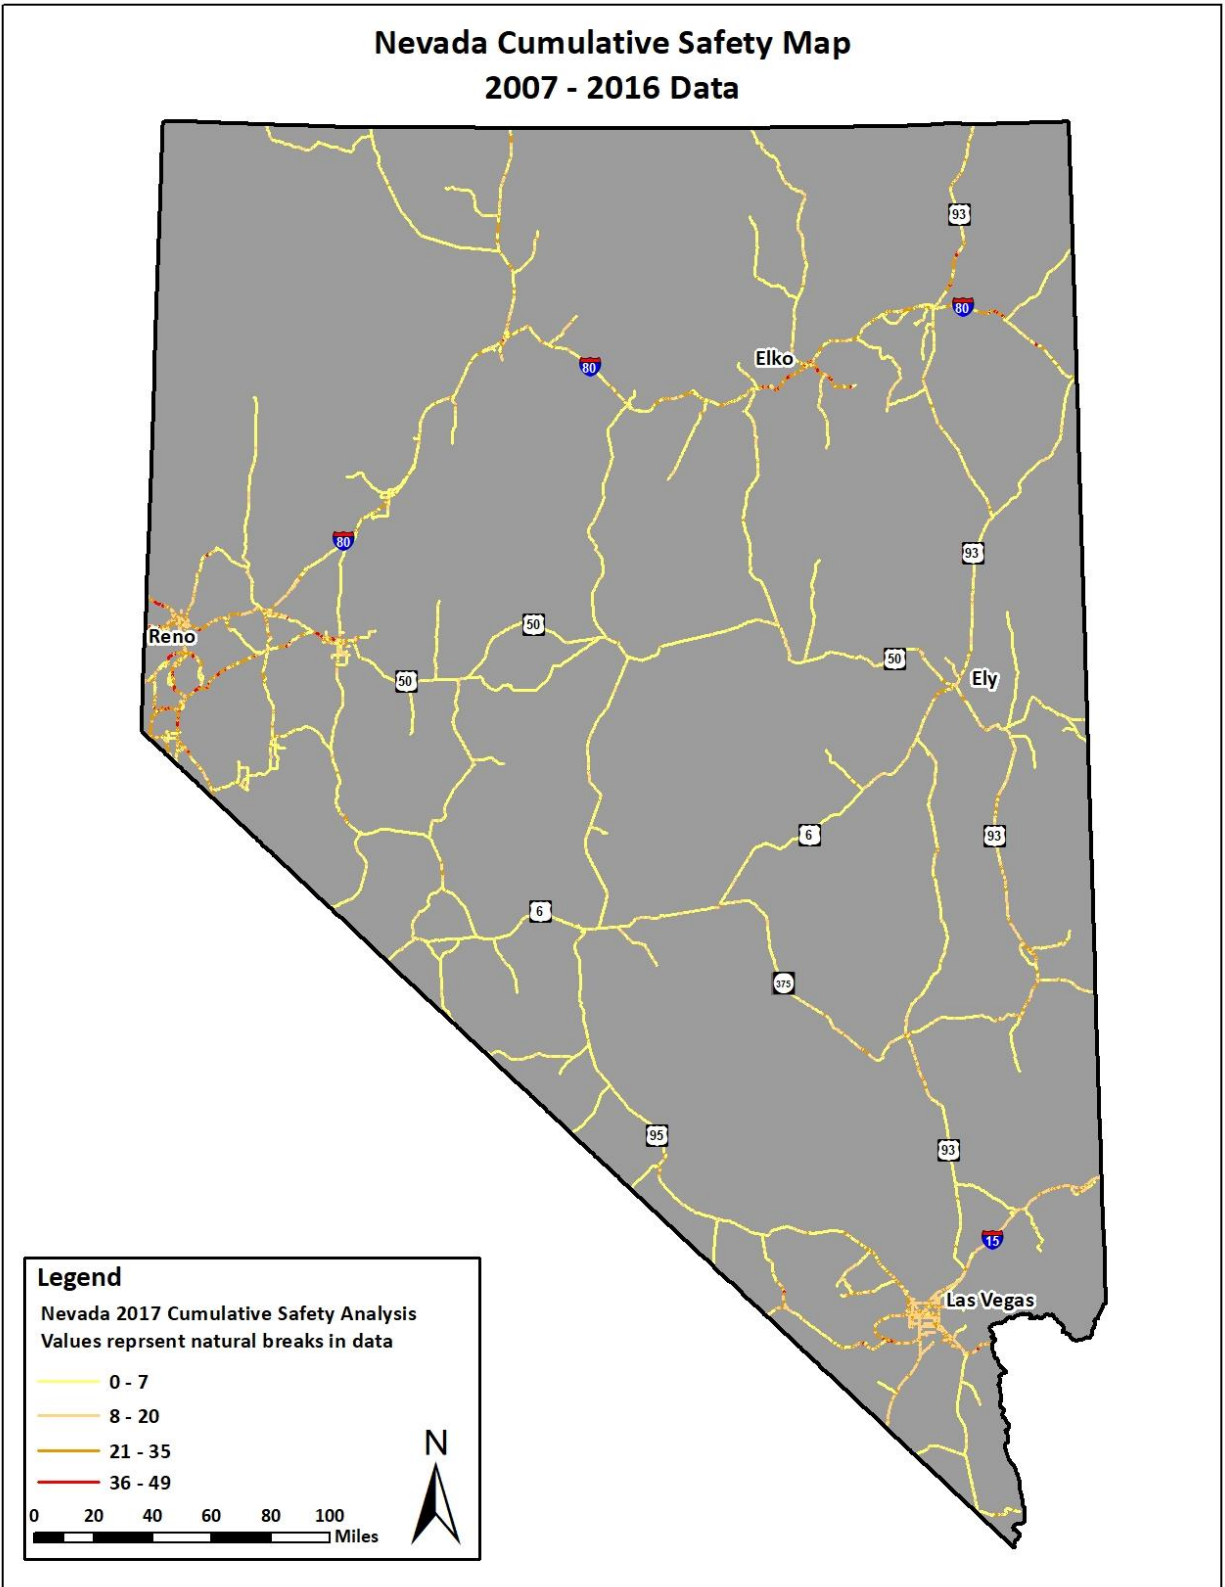 Nevada Cumulative Safety Map
2007 - 2016 Data
93
80
Elko
80
93
80
Reno
50
50
50
Ely
6
93
6
375
95
93
15
Las Vegas
Legend
Nevada 2017 Cumulative Safety Analysis
Values reprsent natural breaks in data
0 - 7
8 - 20
21 - 35
36 - 49
N
0 20 40 60 80 100
Miles